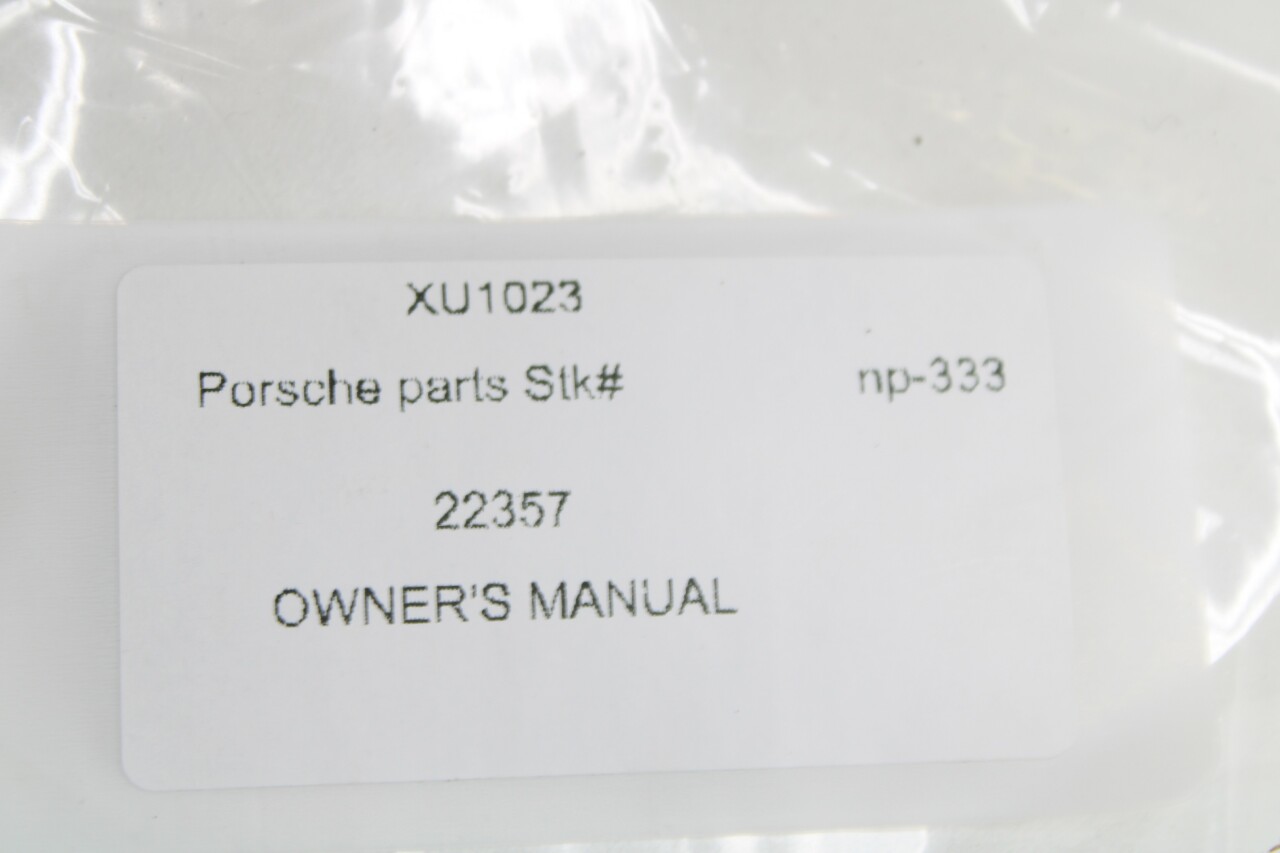 XU1023
Porsche parts Stk# np-333
22357
OWNER'S MANUAL